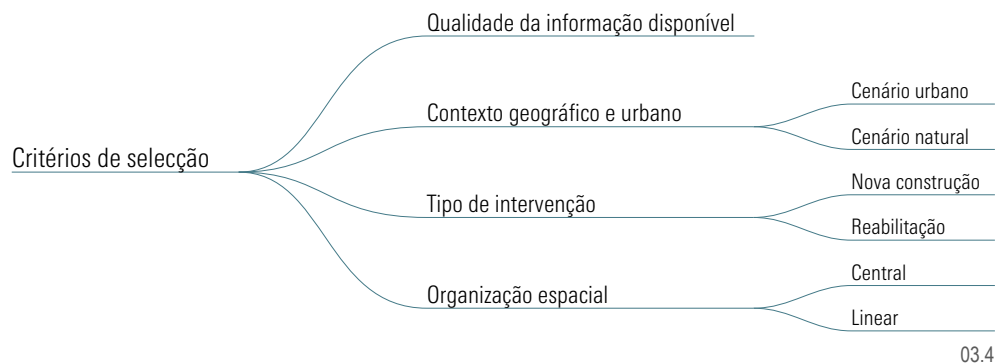 Critérios de selecção
Qualidade da informação disponível
Contexto geográfico e urbano
Cenário urbano
Cenário natural
Tipo de intervenção
Nova construção
Reabilitação
Organização espacial
Central
Linear
03.4